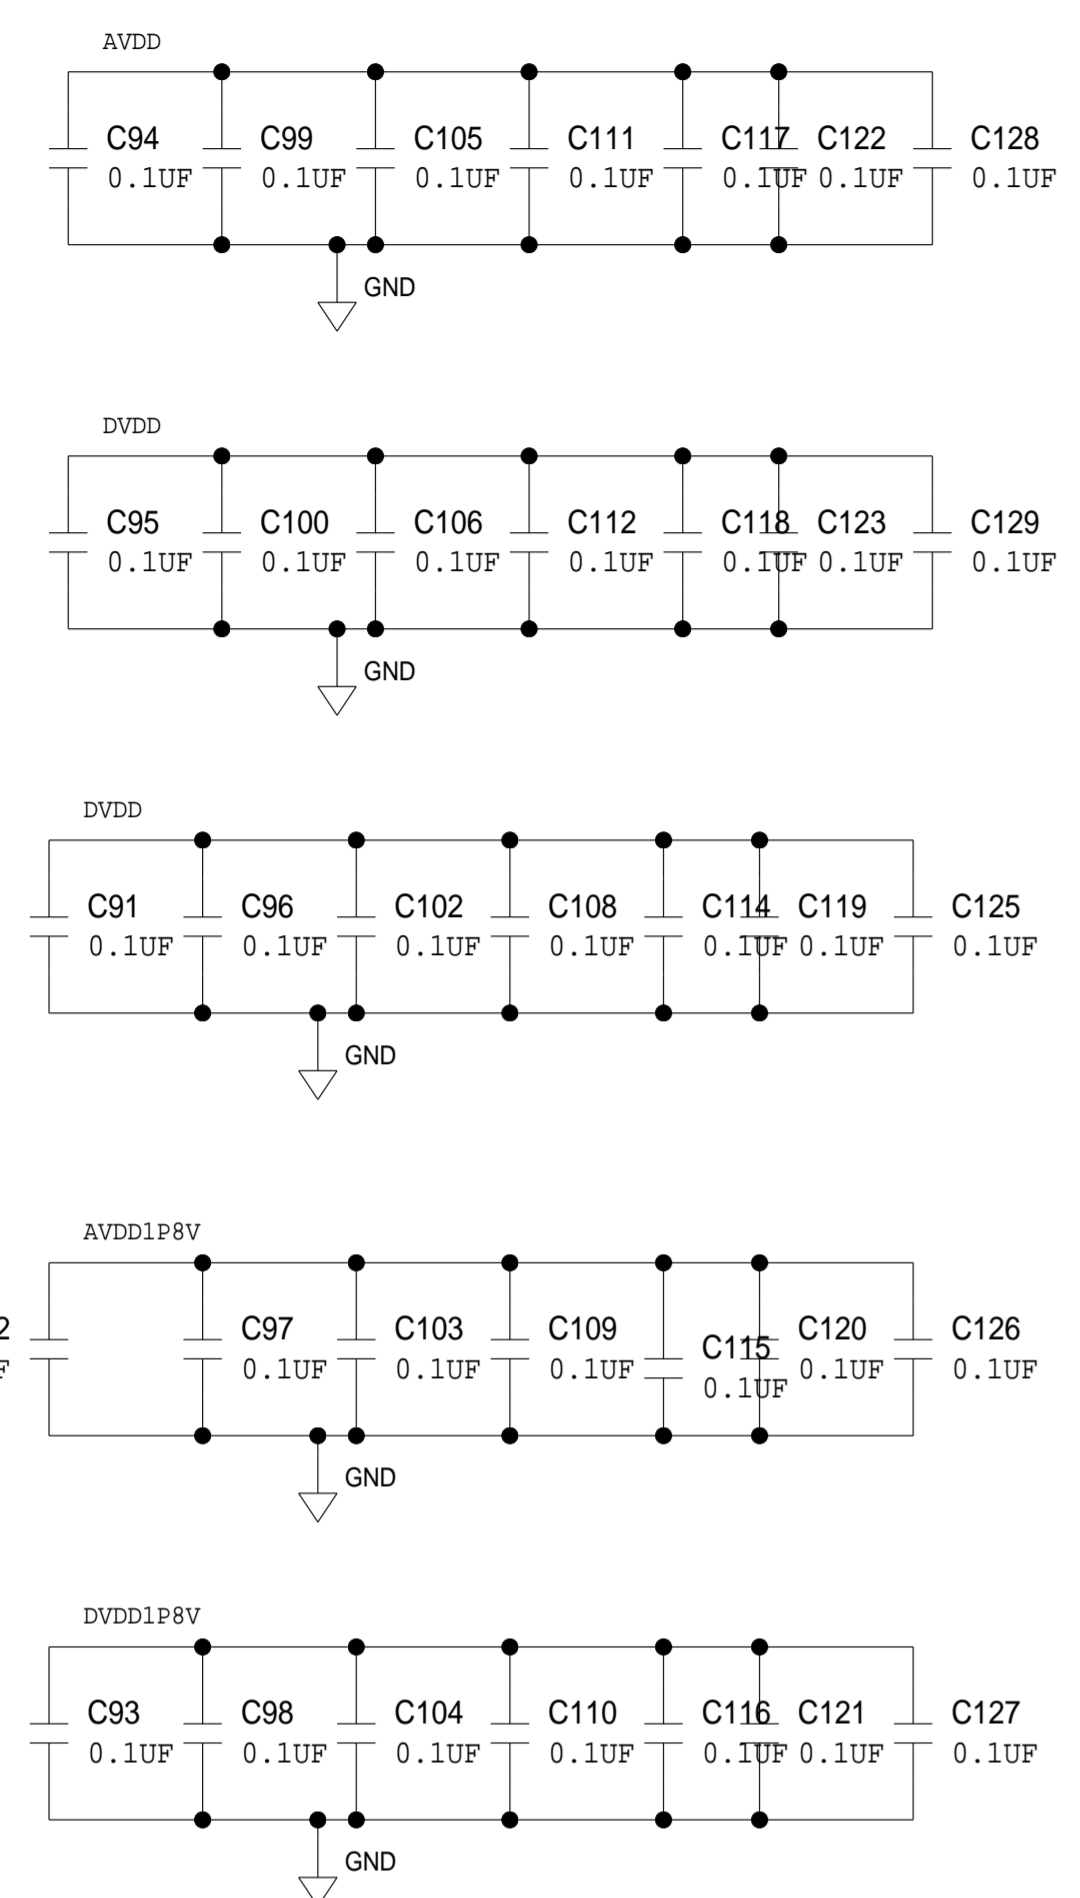 AVDD
C94 C99 C105 C111 C117 C122 C128
0.1UF 0.1UF 0.1UF 0.1UF 0.1UF 0.1UF 0.1UF
GND
DVDD
C95 C100 C106 C112 C118 C123 C129
0.1UF 0.1UF 0.1UF 0.1UF 0.1UF 0.1UF 0.1UF
GND
DVDD
C91 C96 C102 C108 C114 C119 C125
0.1UF 0.1UF 0.1UF 0.1UF 0.1UF 0.1UF 0.1UF
GND
AVDD1P8V
2 C97 C103 C109 C115 C120 C126
F 0.1UF 0.1UF 0.1UF 0.1UF 0.1UF 0.1UF
GND
DVDD1P8V
C93 C98 C104 C110 C116 C121 C127
0.1UF 0.1UF 0.1UF 0.1UF 0.1UF 0.1UF 0.1UF
GND